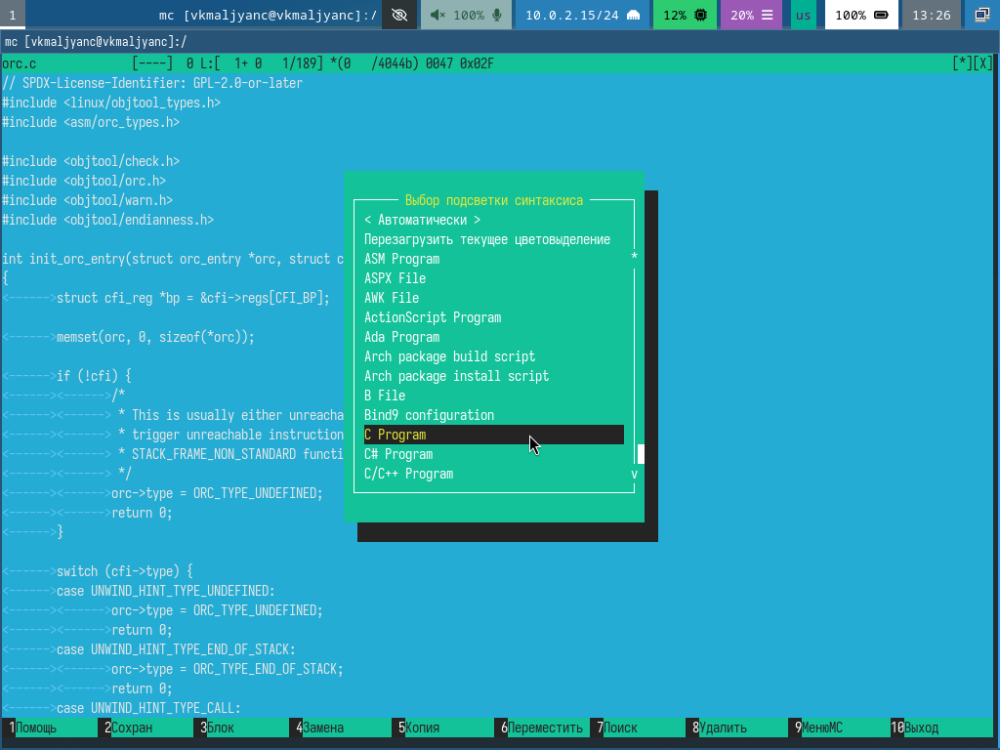 1 mc [vkmaljyanc@vkmaljyanc]:/ 100% 10.0.2.15/24 12% 20% us 100% 13:26
mc [vkmaljyanc@vkmaljyanc]:/
orc.c [----] 0 L:[ 1+ 0 1/189] *(0 /4044b) 0047 0x02F [*][X]
// SPDX-License-Identifier: GPL-2.0-or-later
#include <linux/objtool_types.h>
#include <asm/orc_types.h>
#include <objtool/check.h>
#include <objtool/orc.h>
#include <objtool/warn.h>
#include <objtool/endianness.h>
int init_orc_entry(struct orc_entry *orc, struct c
{
<------>struct cfi_reg *bp = &cfi->regs[CFI_BP];
<------>memset(orc, 0, sizeof(*orc));
<------>if (!cfi) {
<------><------>/*
<------><------> * This is usually either unreacha
<------><------> * trigger unreachable instruction
<------><------> * STACK_FRAME_NON_STANDARD functi
<------><------> */
<------><------>orc->type = ORC_TYPE_UNDEFINED;
<------><------>return 0;
<------>}
<------>switch (cfi->type) {
<------>case UNWIND_HINT_TYPE_UNDEFINED:
<------><------>orc->type = ORC_TYPE_UNDEFINED;
<------><------>return 0;
<------>case UNWIND_HINT_TYPE_END_OF_STACK:
<------><------>orc->type = ORC_TYPE_END_OF_STACK;
<------><------>return 0;
<------>case UNWIND_HINT_TYPE_CALL:
Выбор подсветки синтаксиса
< Автоматически >
Перезагрузить текущее цветовыделение
ASM Program *
ASPX File
AWK File
ActionScript Program
Ada Program
Arch package build script
Arch package install script
B File
Bind9 configuration
C Program
C# Program
C/C++ Program v
1Помощь 2Сохран 3Блок 4Замена 5Копия 6Переместить 7Поиск 8Удалить 9МенюMC 10Выход